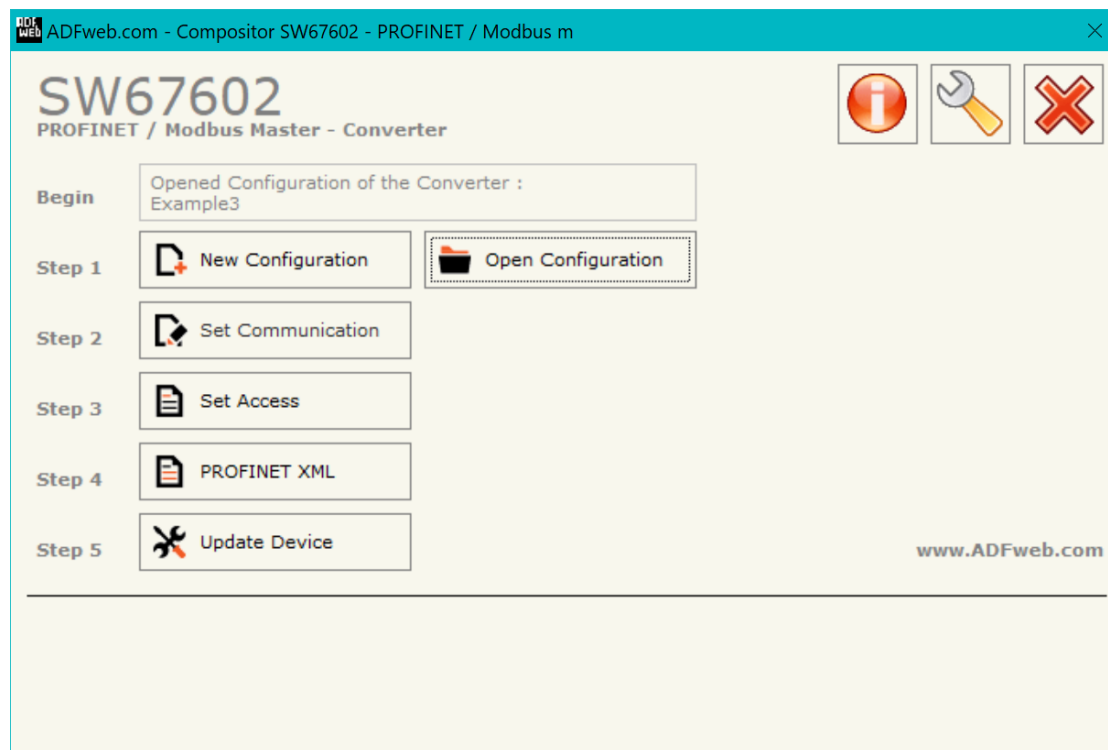 ADF
web ADFweb.com - Compositor SW67602 - PROFINET / Modbus m
SW67602
PROFINET / Modbus Master - Converter
Begin
Opened Configuration of the Converter :
Example3
Step 1
New Configuration
Open Configuration
Step 2
Set Communication
Step 3
Set Access
Step 4
PROFINET XML
Step 5
Update Device
www.ADFweb.com